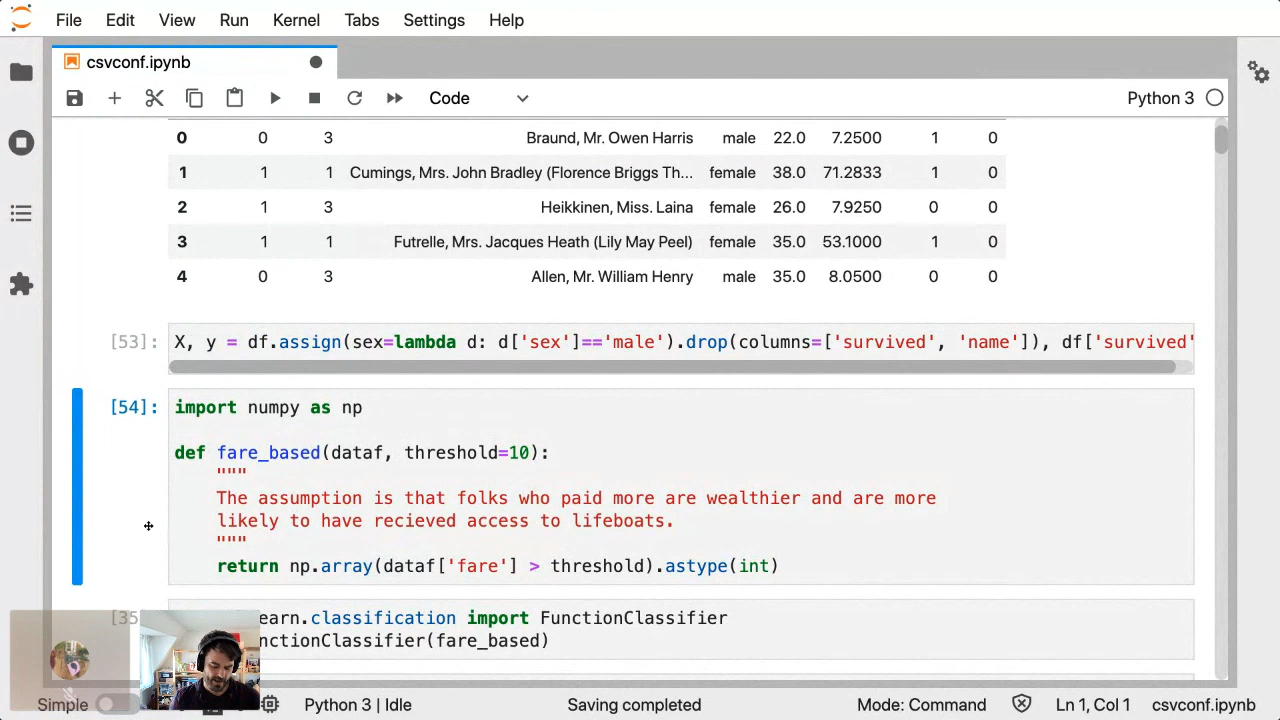 File Edit View Run Kernel Tabs Settings Help
csvconf.ipynb
Code Python 3
0 0 3 Braund, Mr. Owen Harris male 22.0 7.2500 1 0
1 1 1 Cumings, Mrs. John Bradley (Florence Briggs Th... female 38.0 71.2833 1 0
2 1 3 Heikkinen, Miss. Laina female 26.0 7.9250 0 0
3 1 1 Futrelle, Mrs. Jacques Heath (Lily May Peel) female 35.0 53.1000 1 0
4 0 3 Allen, Mr. William Henry male 35.0 8.0500 0 0
[53]: X, y = df.assign(sex=lambda d: d['sex']=='male').drop(columns=['survived', 'name']), df['survived'
[54]: import numpy as np
def fare_based(dataf, threshold=10):
"""
The assumption is that folks who paid more are wealthier and are more
likely to have recieved access to lifeboats.
"""
return np.array(dataf['fare'] > threshold).astype(int)
[35 earn.classification import FunctionClassifier
nctionClassifier(fare_based)
Simple Python 3 | Idle Saving completed Mode: Command Ln 1, Col 1 csvconf.ipynb